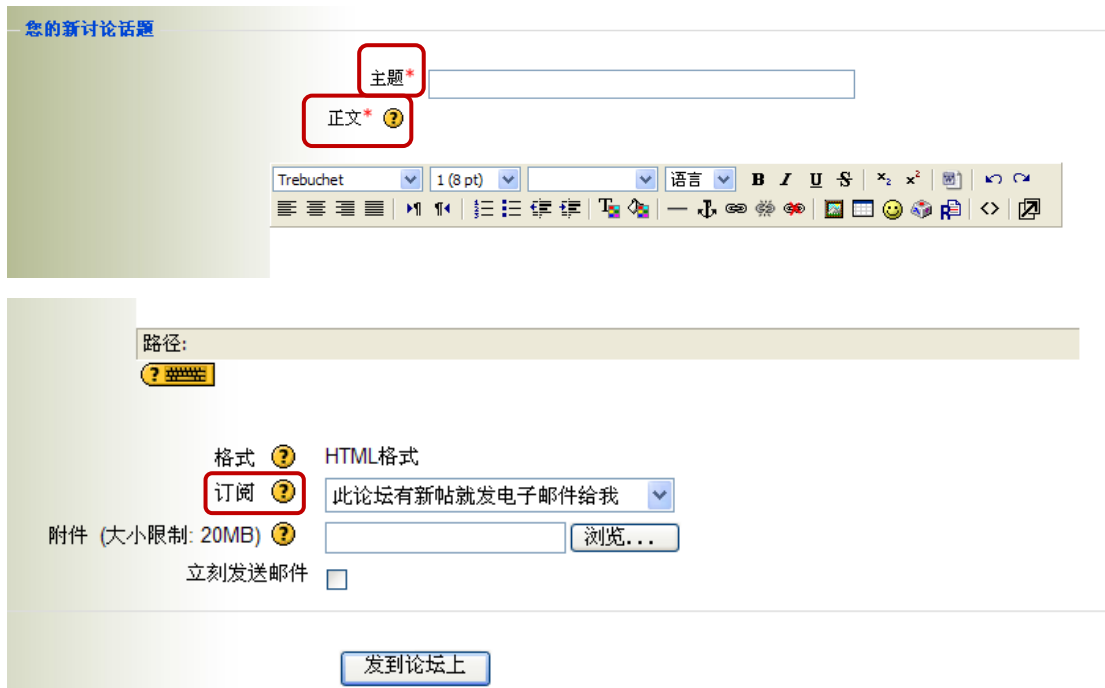 您的新讨论话题
主题*
正文* ?
Trebuchet 1 (8 pt) 语言 B I U S ×₂ x²
路径:
?
格式 ? HTML格式
订阅 ? 此论坛有新帖就发电子邮件给我
附件 (大小限制: 20MB) ? 浏览...
立刻发送邮件
发到论坛上